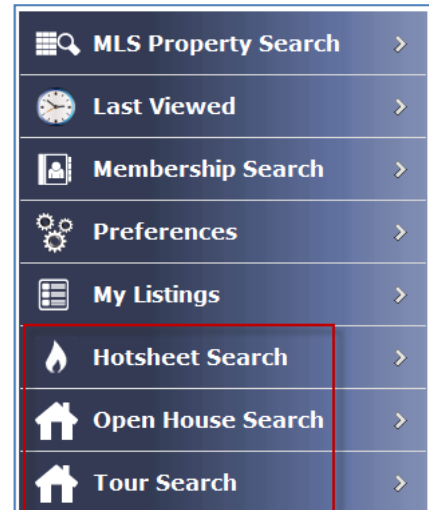 MLS Property Search
Last Viewed
Membership Search
Preferences
My Listings
Hotsheet Search
Open House Search
Tour Search